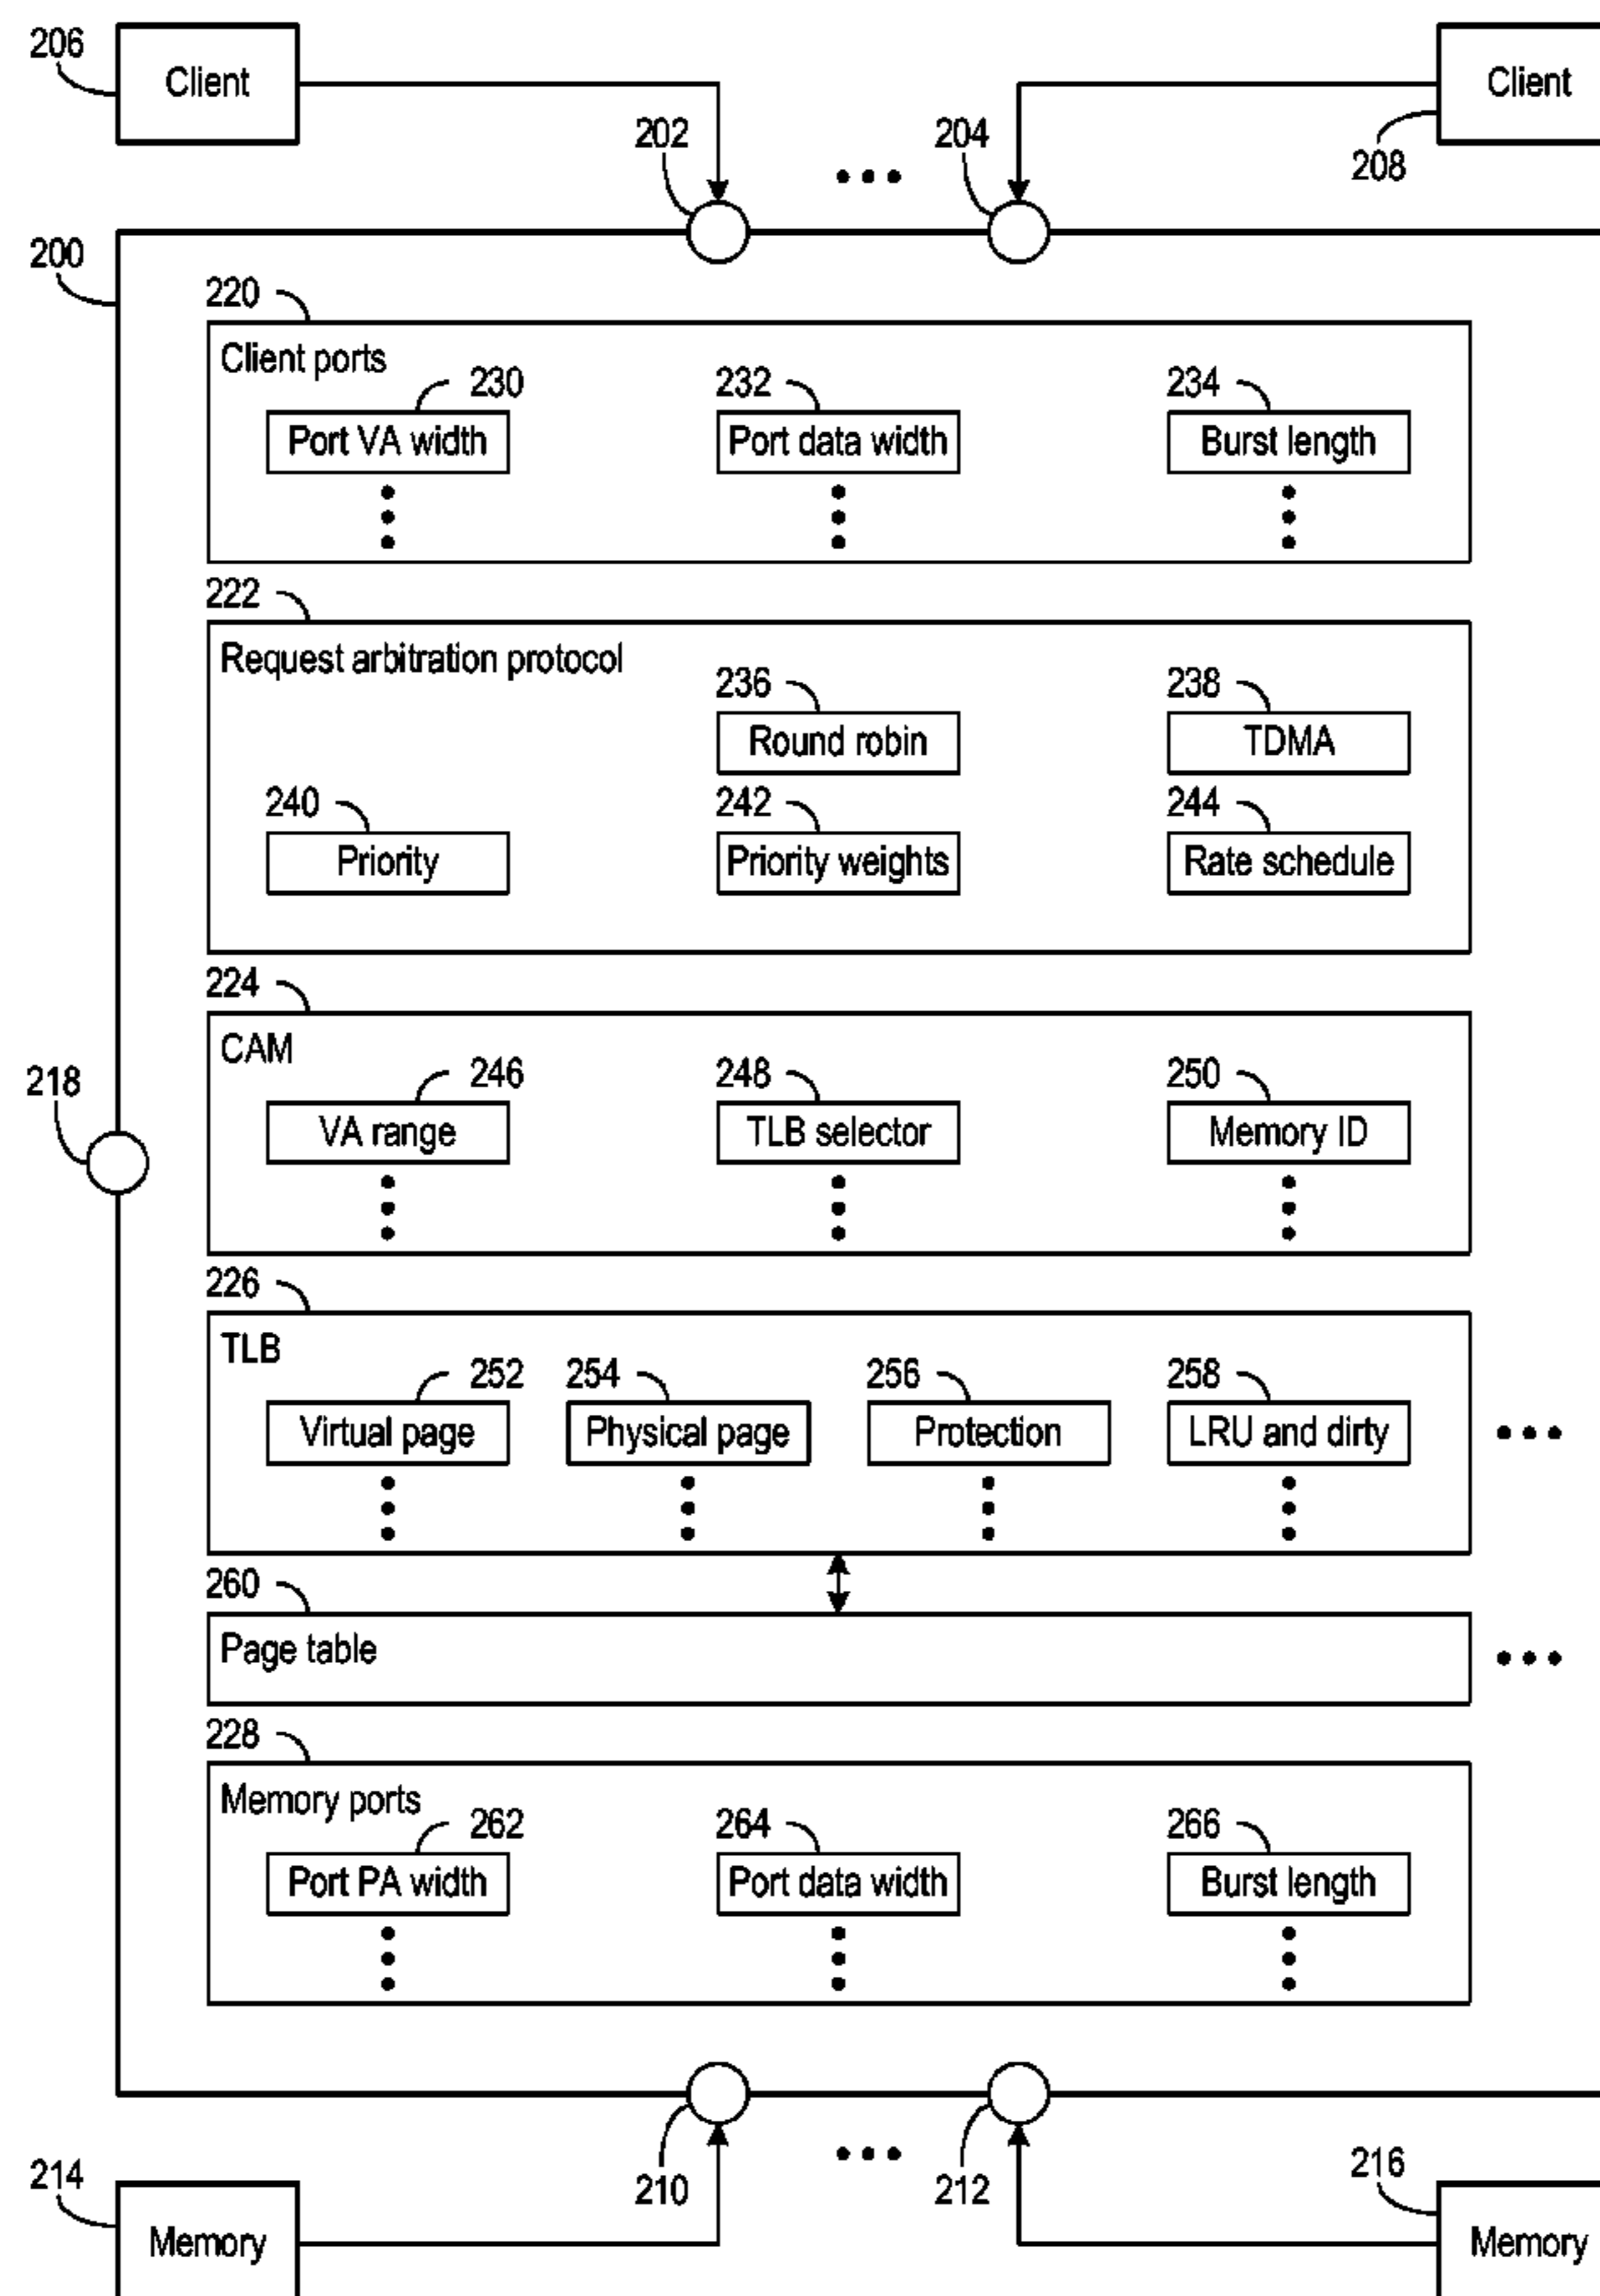 206
Client
Client
202
204
208
200
220
Client ports
230
232
234
Port VA width
Port data width
Burst length
222
Request arbitration protocol
236
238
Round robin
TDMA
240
242
244
Priority
Priority weights
Rate schedule
224
CAM
246
248
250
218
VA range
TLB selector
Memory ID
226
TLB
252
254
256
258
Virtual page
Physical page
Protection
LRU and dirty
260
Page table
228
Memory ports
262
264
266
Port PA width
Port data width
Burst length
214
210
212
216
Memory
Memory